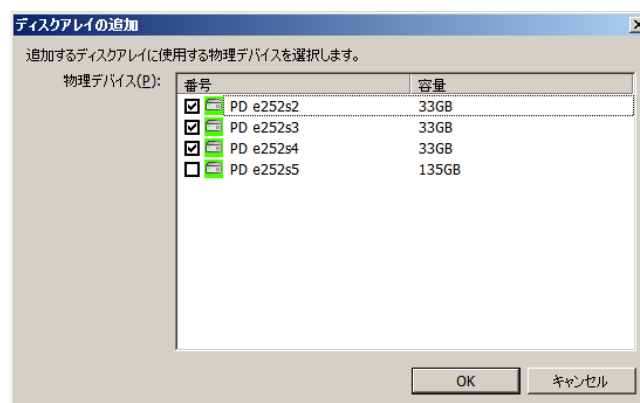 ディスクアレイの追加
追加するディスクアレイに使用する物理デバイスを選択します。
物理デバイス(P):
番号 容量
PD e252s2 33GB
PD e252s3 33GB
PD e252s4 33GB
PD e252s5 135GB
OK キャンセル